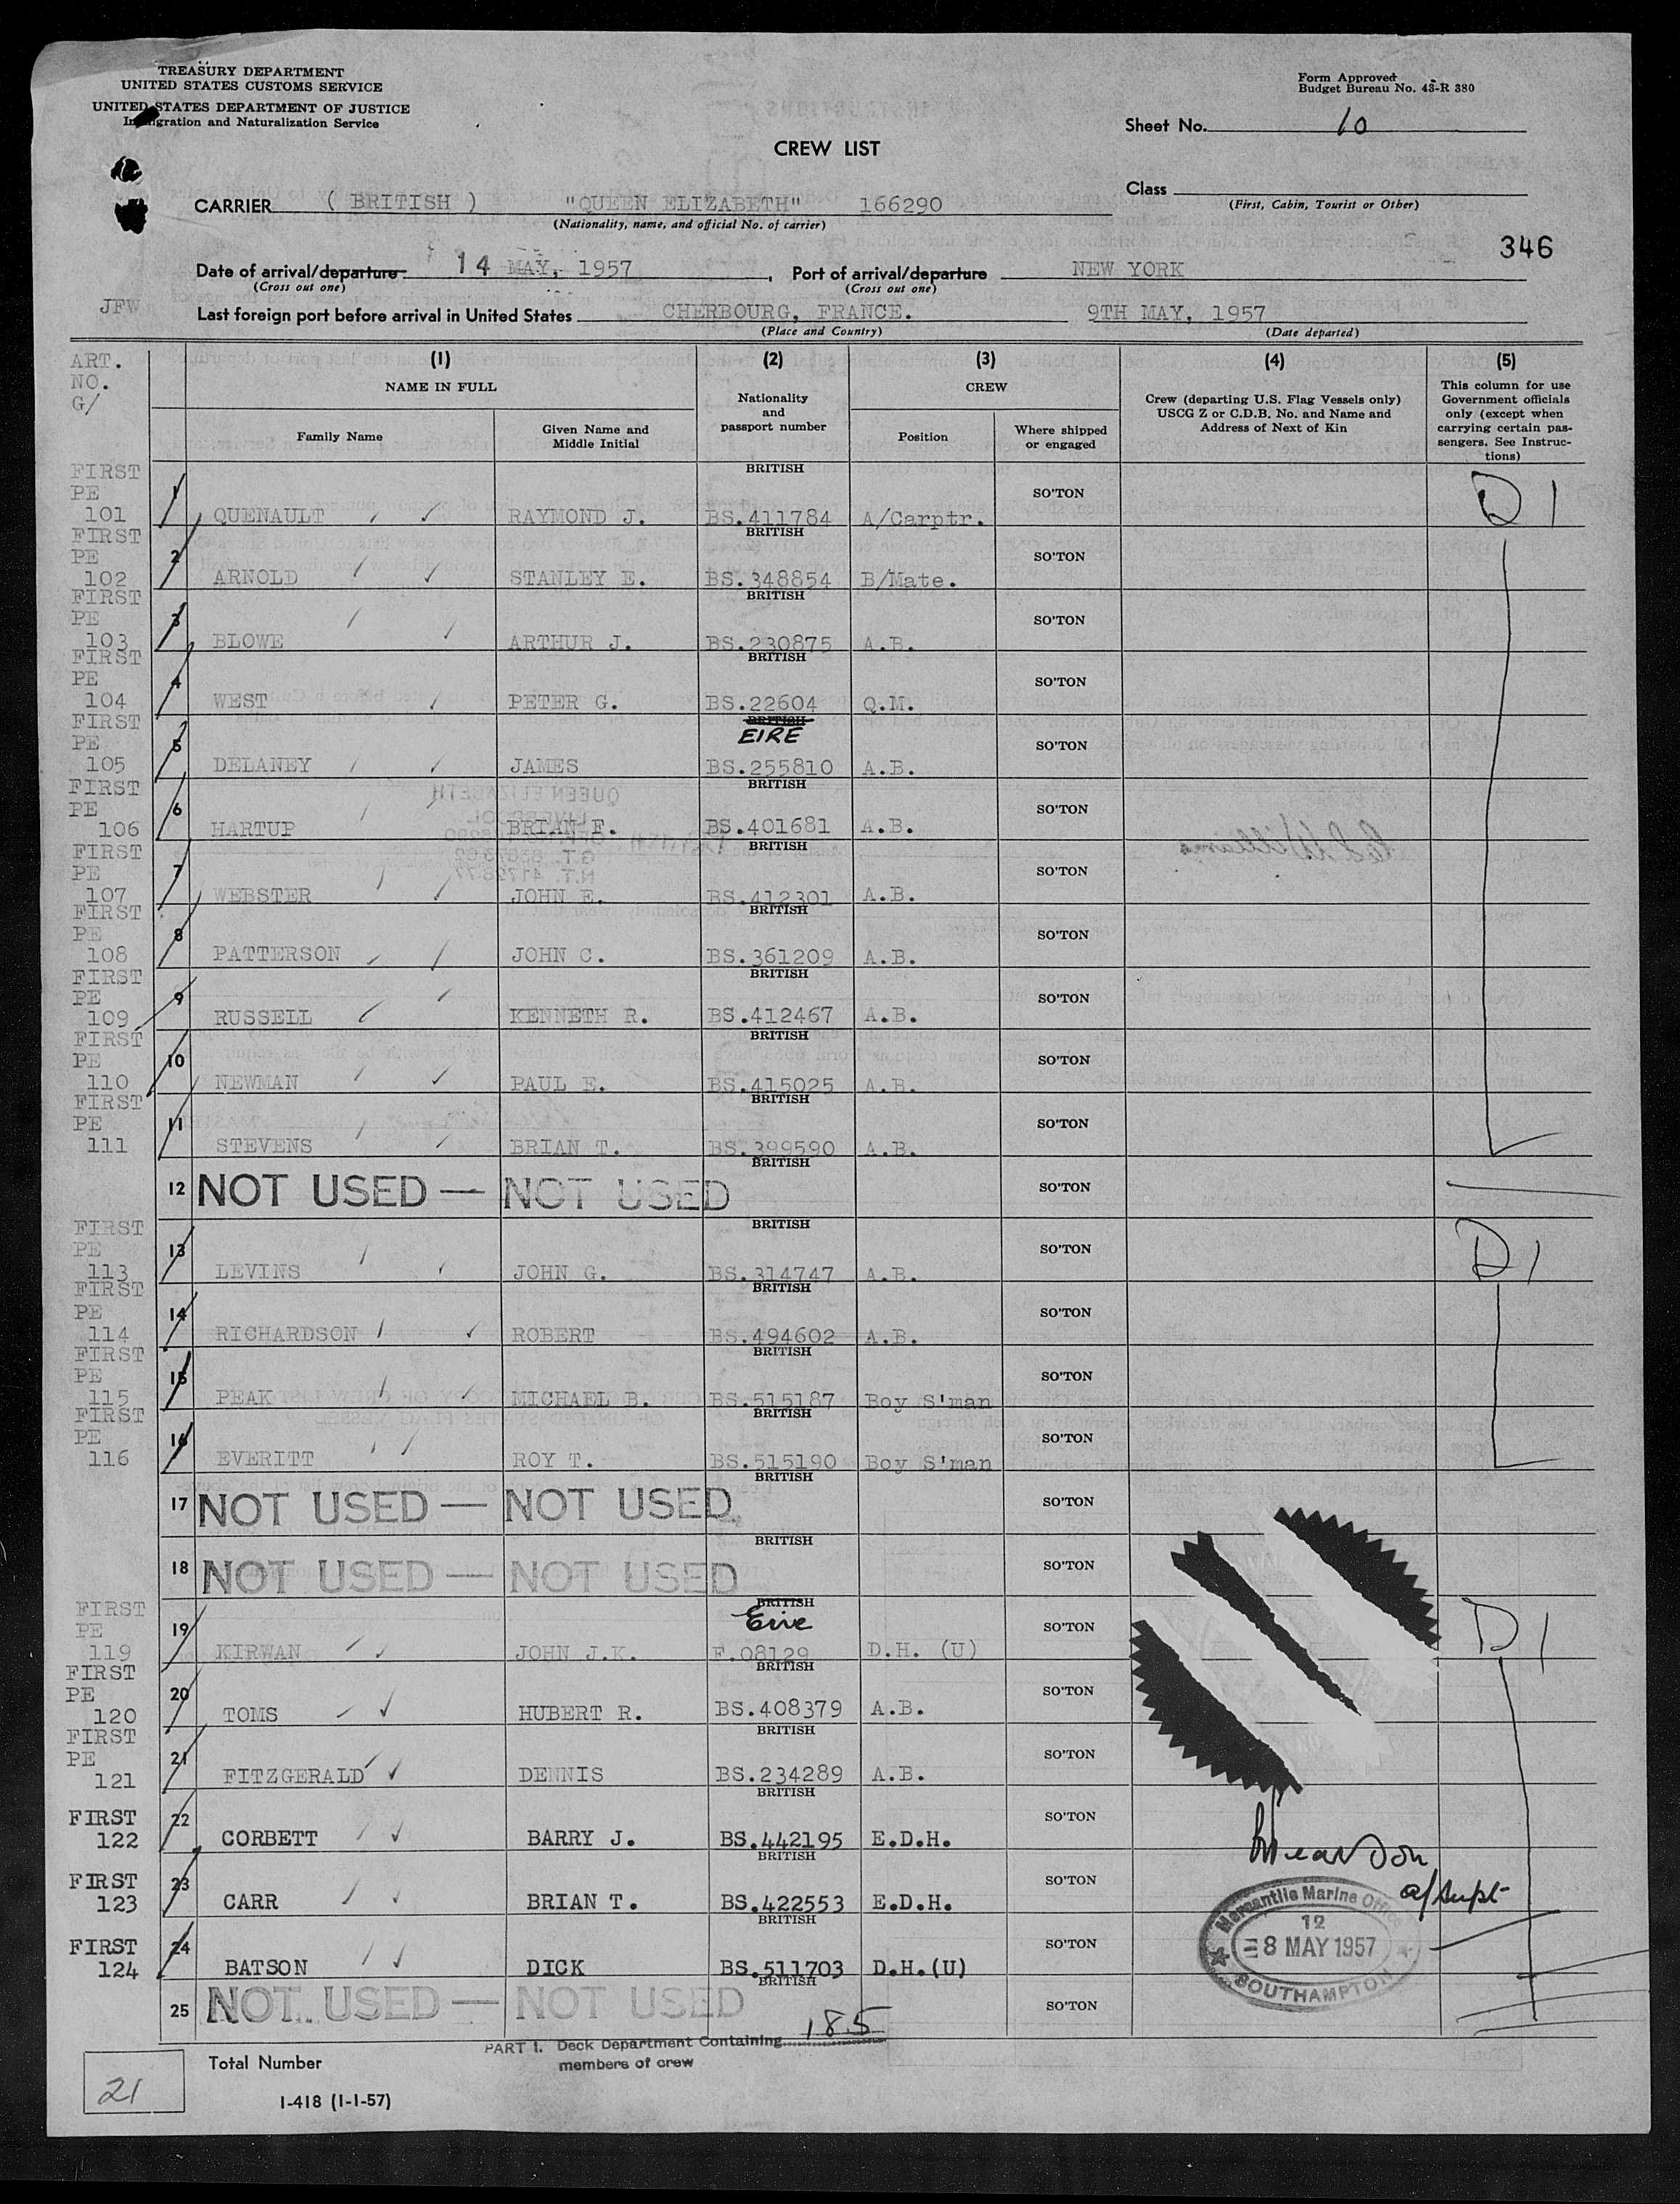 TREASURY DEPARTMENT
UNITED STATES CUSTOMS SERVICE
UNITED STATES DEPARTMENT OF JUSTICE
Immigration and Naturalization Service
Form Approved
Budget Bureau No. 43-R 380
Sheet No. 10
CREW LIST
Class
(First, Cabin, Tourist or Other)
CARRIER ( BRITISH ) "QUEEN ELIZABETH" 166290
(Nationality, name, and official No. of carrier)
346
Date of arrival/departure 14 MAY, 1957, Port of arrival/departure NEW YORK
(Cross out one) (Cross out one)
JFW Last foreign port before arrival in United States CHERBOURG, FRANCE. 9TH MAY, 1957
(Place and Country) (Date departed)
ART. NO. G/
(1) (2) (3) (4) (5)
NAME IN FULL
Family Name
Given Name and Middle Initial
Nationality and passport number
CREW
Position
Where shipped or engaged
Crew (departing U.S. Flag Vessels only) USCG Z or C.D.B. No. and Name and Address of Next of Kin
This column for use Government officials only (except when carrying certain passengers. See Instructions)
FIRST PE 101 1 QUENAULT RAYMOND J. BRITISH BS.411784 A/Carptr. SO'TON D 1
FIRST PE 102 2 ARNOLD STANLEY E. BRITISH BS.348854 B/Mate. SO'TON
FIRST PE 103 3 BLOWE ARTHUR J. BRITISH BS.230875 A.B. SO'TON
FIRST PE 104 4 WEST PETER G. BRITISH BS.22604 Q.M. SO'TON
FIRST PE 105 5 DELANEY JAMES BRITISH EIRE BS.255810 A.B. SO'TON
FIRST PE 106 6 HARTUP BRIAN F. BRITISH BS.401681 A.B. SO'TON
FIRST PE 107 7 WEBSTER JOHN E. BRITISH BS.412301 A.B. SO'TON
FIRST PE 108 8 PATTERSON JOHN C. BRITISH BS.361209 A.B. SO'TON
FIRST PE 109 9 RUSSELL KENNETH R. BRITISH BS.412467 A.B. SO'TON
FIRST PE 110 10 NEWMAN PAUL E. BRITISH BS.415025 A.B. SO'TON
FIRST PE 111 11 STEVENS BRIAN T. BRITISH BS.399590 A.B. SO'TON
12 NOT USED — NOT USED BRITISH SO'TON
FIRST PE 113 13 LEVINS JOHN G. BRITISH BS.314747 A.B. SO'TON D 1
FIRST PE 114 14 RICHARDSON ROBERT BRITISH BS.494602 A.B. SO'TON
FIRST PE 115 15 PEAK MICHAEL B. BRITISH BS.515187 Boy S'man SO'TON
FIRST PE 116 16 EVERITT ROY T. BRITISH BS.515190 Boy S'man SO'TON
17 NOT USED — NOT USED BRITISH SO'TON
18 NOT USED — NOT USED BRITISH SO'TON
FIRST PE 119 19 KIRWAN JOHN J.K. BRITISH Eire F.08129 D.H. (U) SO'TON D 1
FIRST PE 120 20 TOMS HUBERT R. BRITISH BS.408379 A.B. SO'TON
FIRST PE 121 21 FITZGERALD DENNIS BRITISH BS.234289 A.B. SO'TON
FIRST 122 22 CORBETT BARRY J. BRITISH BS.442195 E.D.H. SO'TON
FIRST 123 23 CARR BRIAN T. BRITISH BS.422553 E.D.H. SO'TON
a/Supt
FIRST 124 24 BATSON DICK BRITISH BS.511703 D.H.(U) SO'TON
Mercantile Marine Office
12
8 MAY 1957
SOUTHAMPTON
25 NOT USED — NOT USED BRITISH SO'TON
PART 1. Deck Department Containing 185
members of crew
21 Total Number
I-418 (1-1-57)